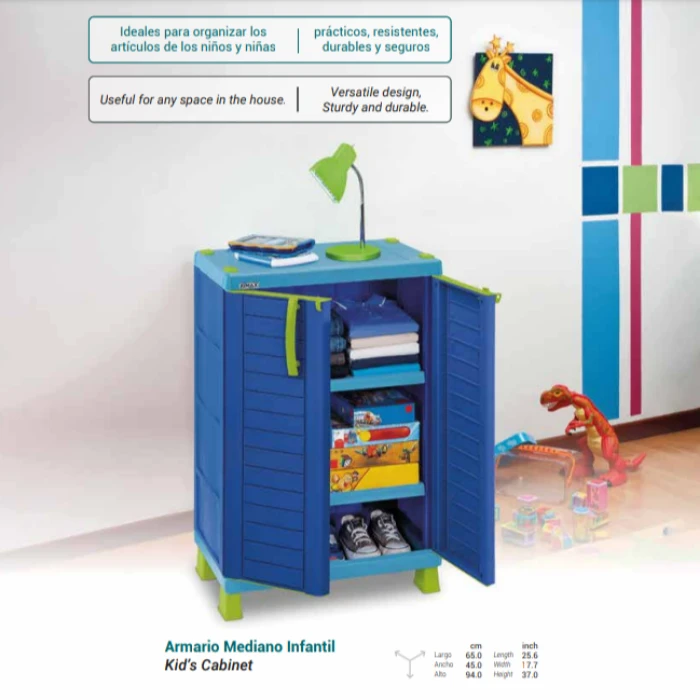 Ideales para organizar los
artículos de los niños y niñas
prácticos, resistentes,
durables y seguros
Useful for any space in the house.
Versatile design,
Sturdy and durable.
RIMAX
Armario Mediano Infantil
Kid's Cabinet
cm inch
Largo 65.0 Length 25.6
Ancho 45.0 Width 17.7
Alto 94.0 Height 37.0